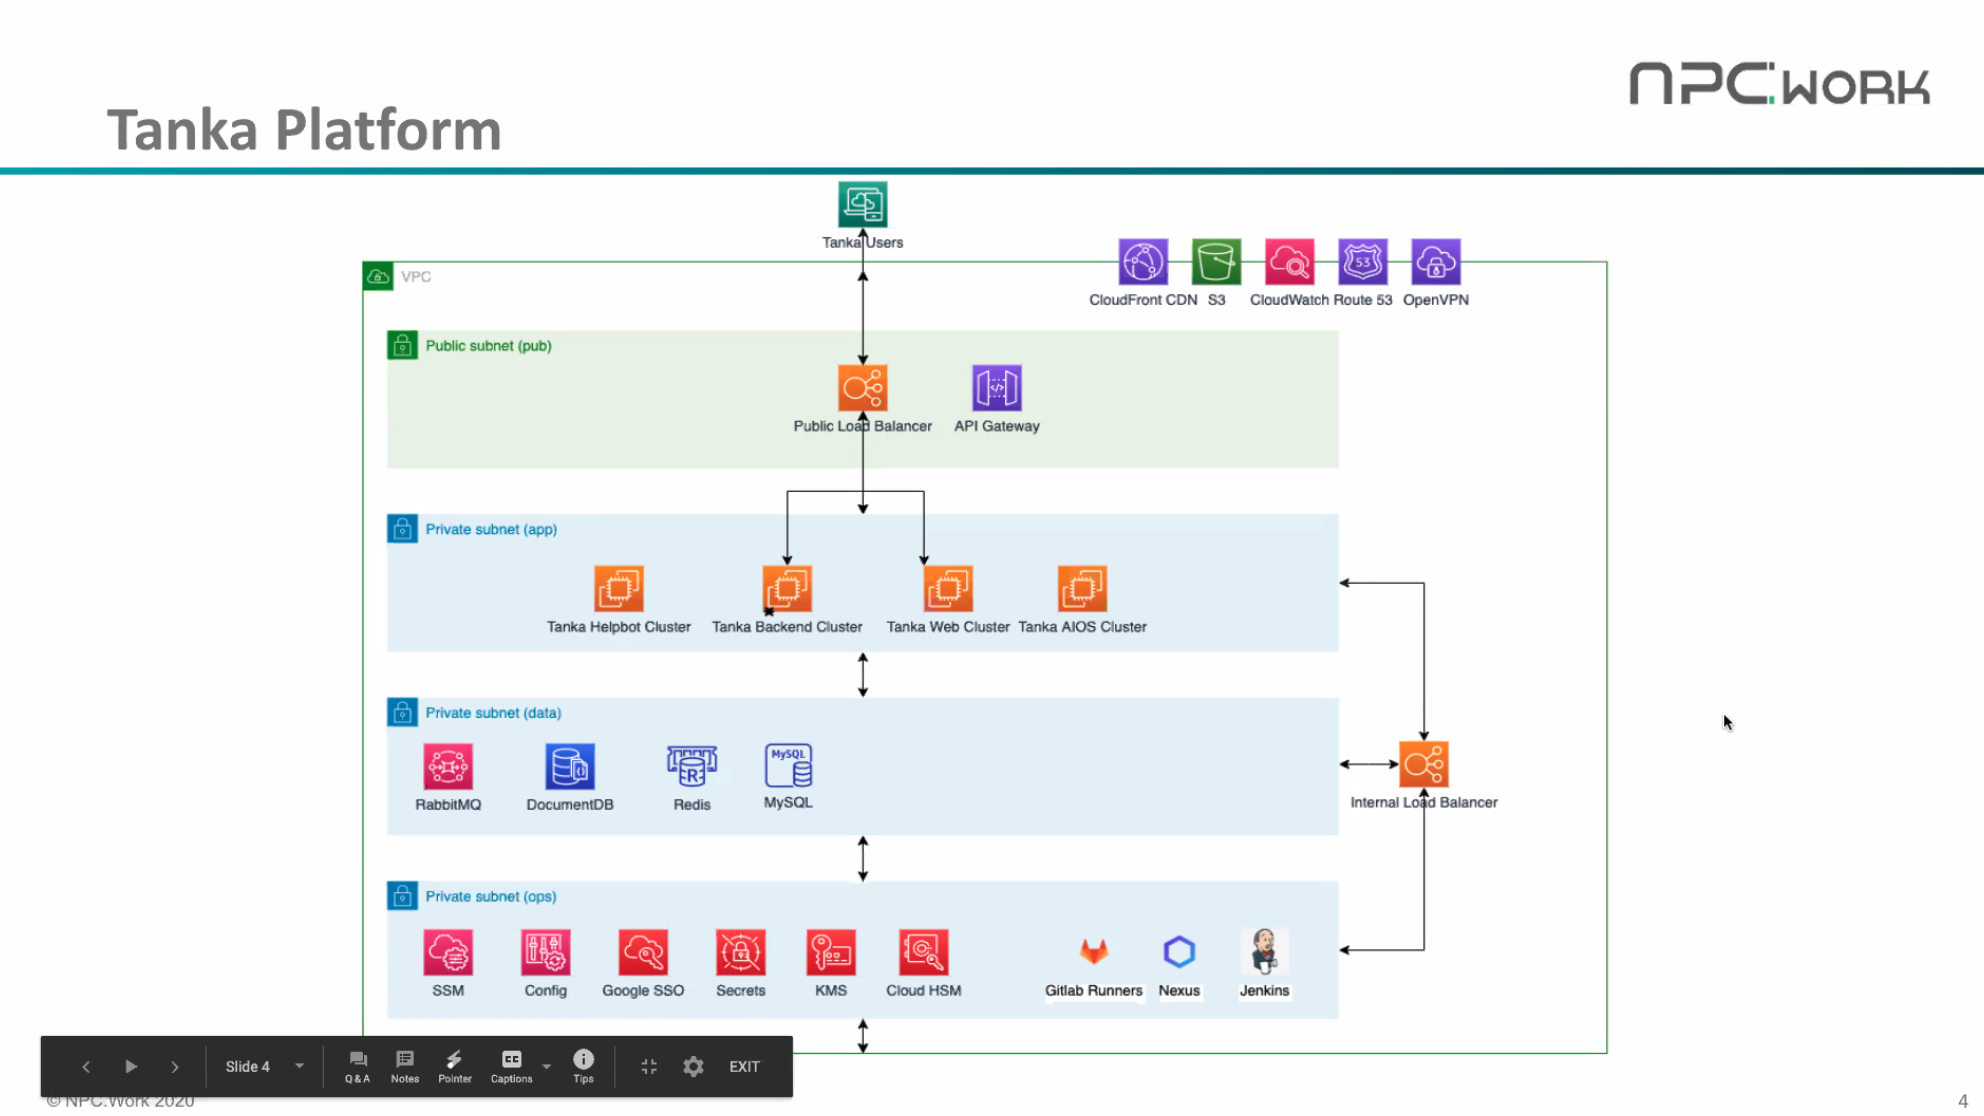 NPC.WORK
Tanka Platform
Tanka Users
VPC
CloudFront CDN
S3
CloudWatch
53
Route 53
OpenVPN
Public subnet (pub)
Public Load Balancer
API Gateway
Private subnet (app)
Tanka Helpbot Cluster
Tanka Backend Cluster
Tanka Web Cluster
Tanka AIOS Cluster
Private subnet (data)
RabbitMQ
DocumentDB
R
Redis
MySQL
MySQL
Internal Load Balancer
Private subnet (ops)
SSM
Config
Google SSO
Secrets
KMS
Cloud HSM
Gitlab Runners
Nexus
Jenkins
Slide 4
Q & A
Notes
Pointer
CC
Captions
Tips
EXIT
© NPC.Work 2020
4